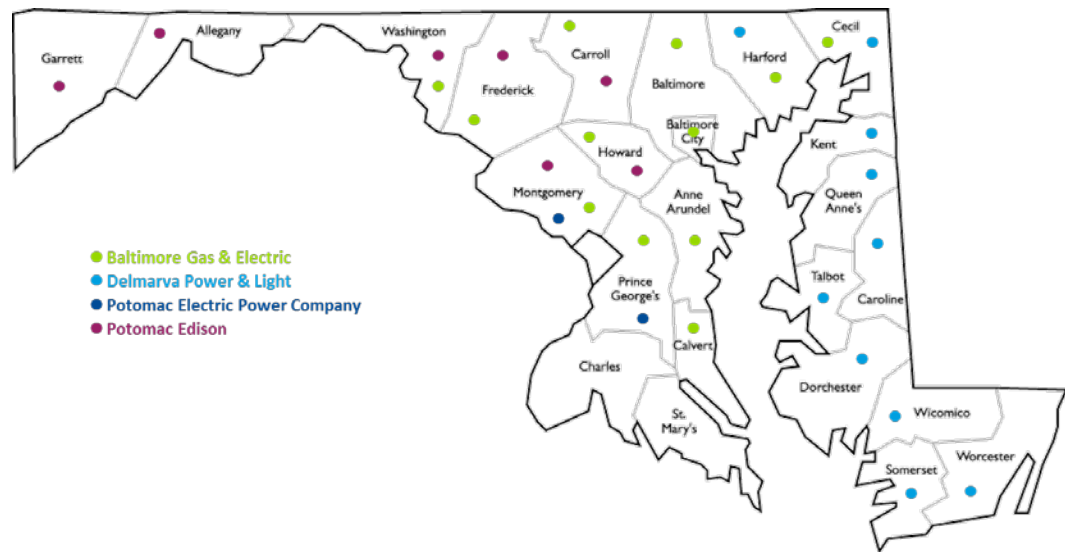 Allegany
Washington
Cecil
Garrett
Carroll
Harford
Frederick
Baltimore
Baltimore
City
Kent
Howard
Montgomery
Anne
Arundel
Queen
Anne's
Baltimore Gas & Electric
Delmarva Power & Light
Potomac Electric Power Company
Potomac Edison
Prince
George's
Talbot
Caroline
Calvert
Charles
Dorchester
St.
Mary's
Wicomico
Somerset
Worcester